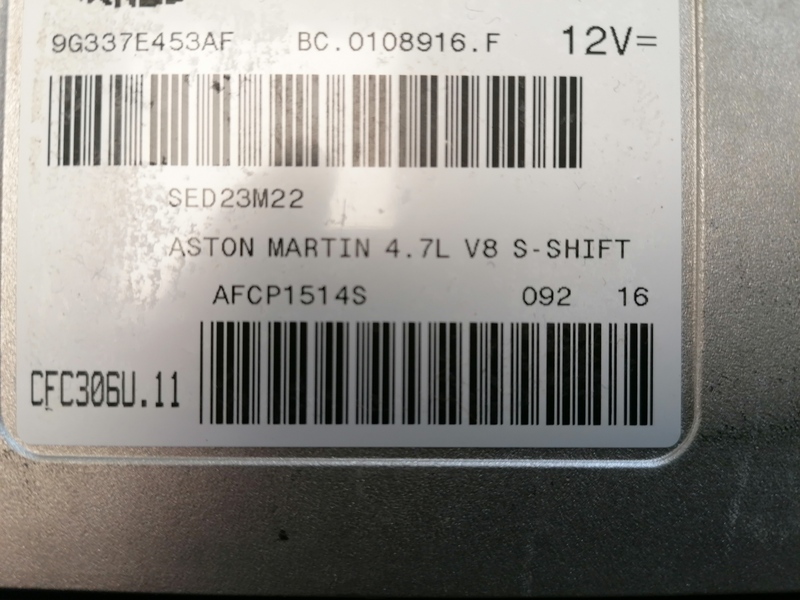 9G337E453AF BC.0108916.F 12V=
SED23M22
ASTON MARTIN 4.7L V8 S-SHIFT
AFCP1514S 092 16
CFC306U.11